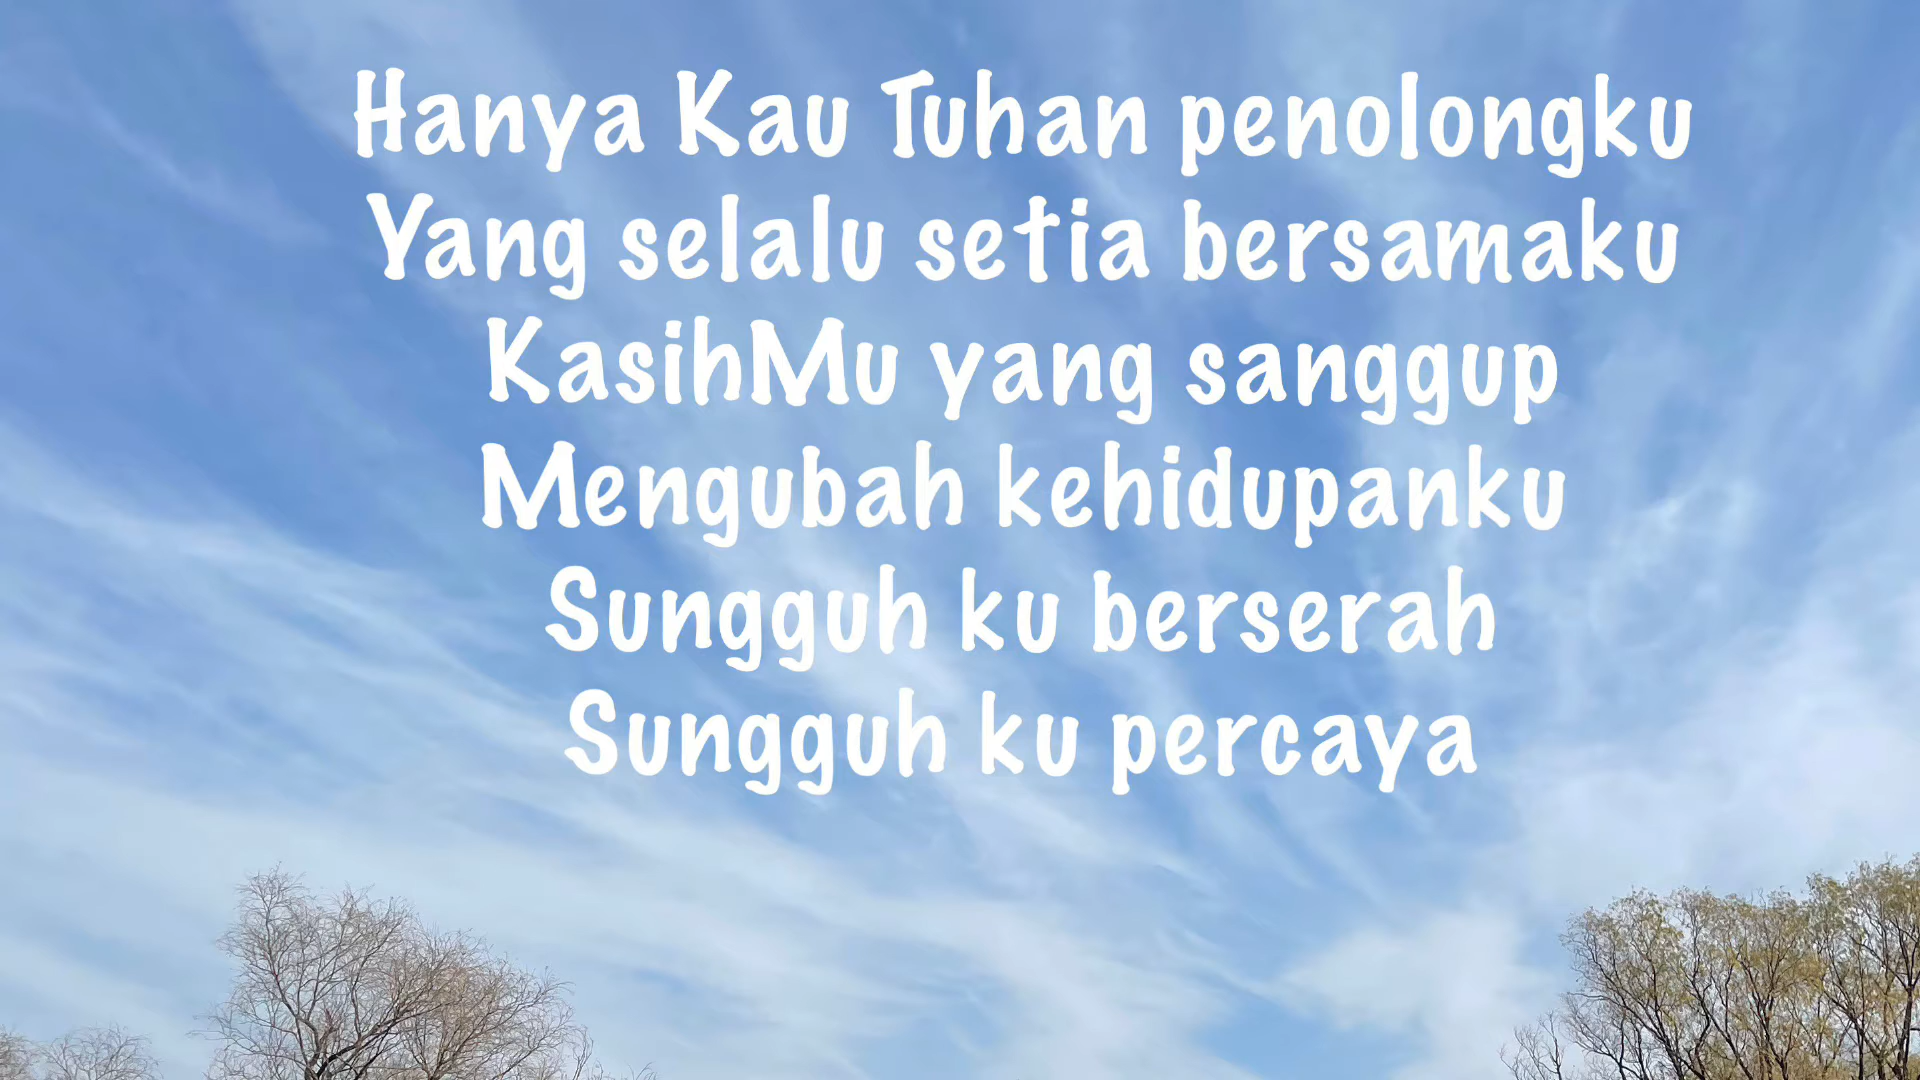 Hanya Kau Tuhan penolongku
Yang selalu setia bersamaku
KasihMu yang sanggup
Mengubah kehidupanku
Sungguh ku berserah
Sungguh ku percaya